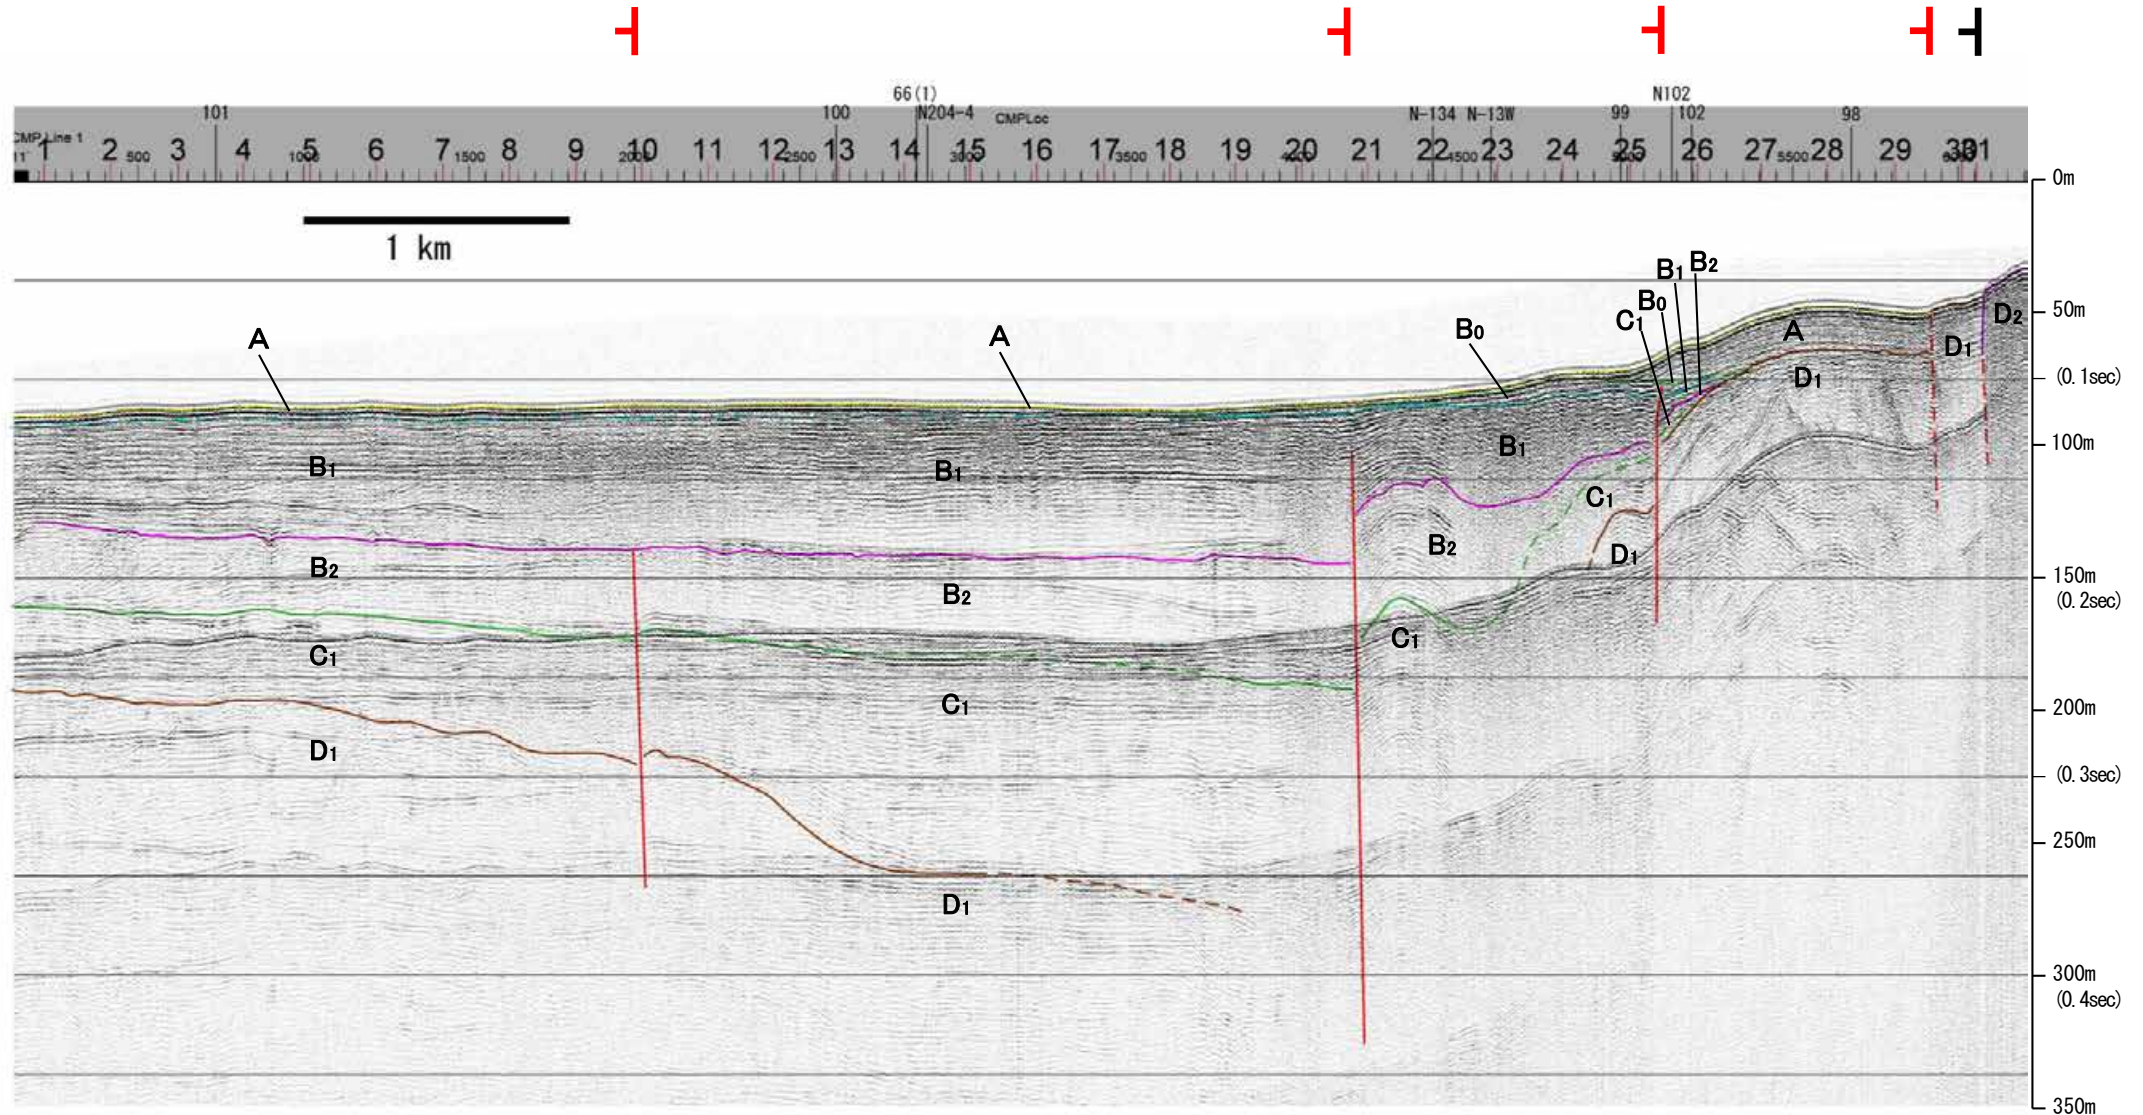 66(1) N102
101 100 N204-4 CMPLoc N-134 N-13W 99 102 98
CMP Line 1
1 2 3 4 5 6 7 8 9 10 11 12 13 14 15 16 17 18 19 20 21 22 23 24 25 26 27 28 29 30 31
500 1000 1500 2000 2500 3000 3500 4000 4500 5500
0m
1 km
B1 B2
B0
C1
50m
D2
A A B0 A
D1
D1
(0.1sec)
100m
B1 B1 B1
C1
B2 D1
150m
B2 B2
(0.2sec)
C1 C1
C1
200m
D1
(0.3sec)
250m
D1
300m
(0.4sec)
350m